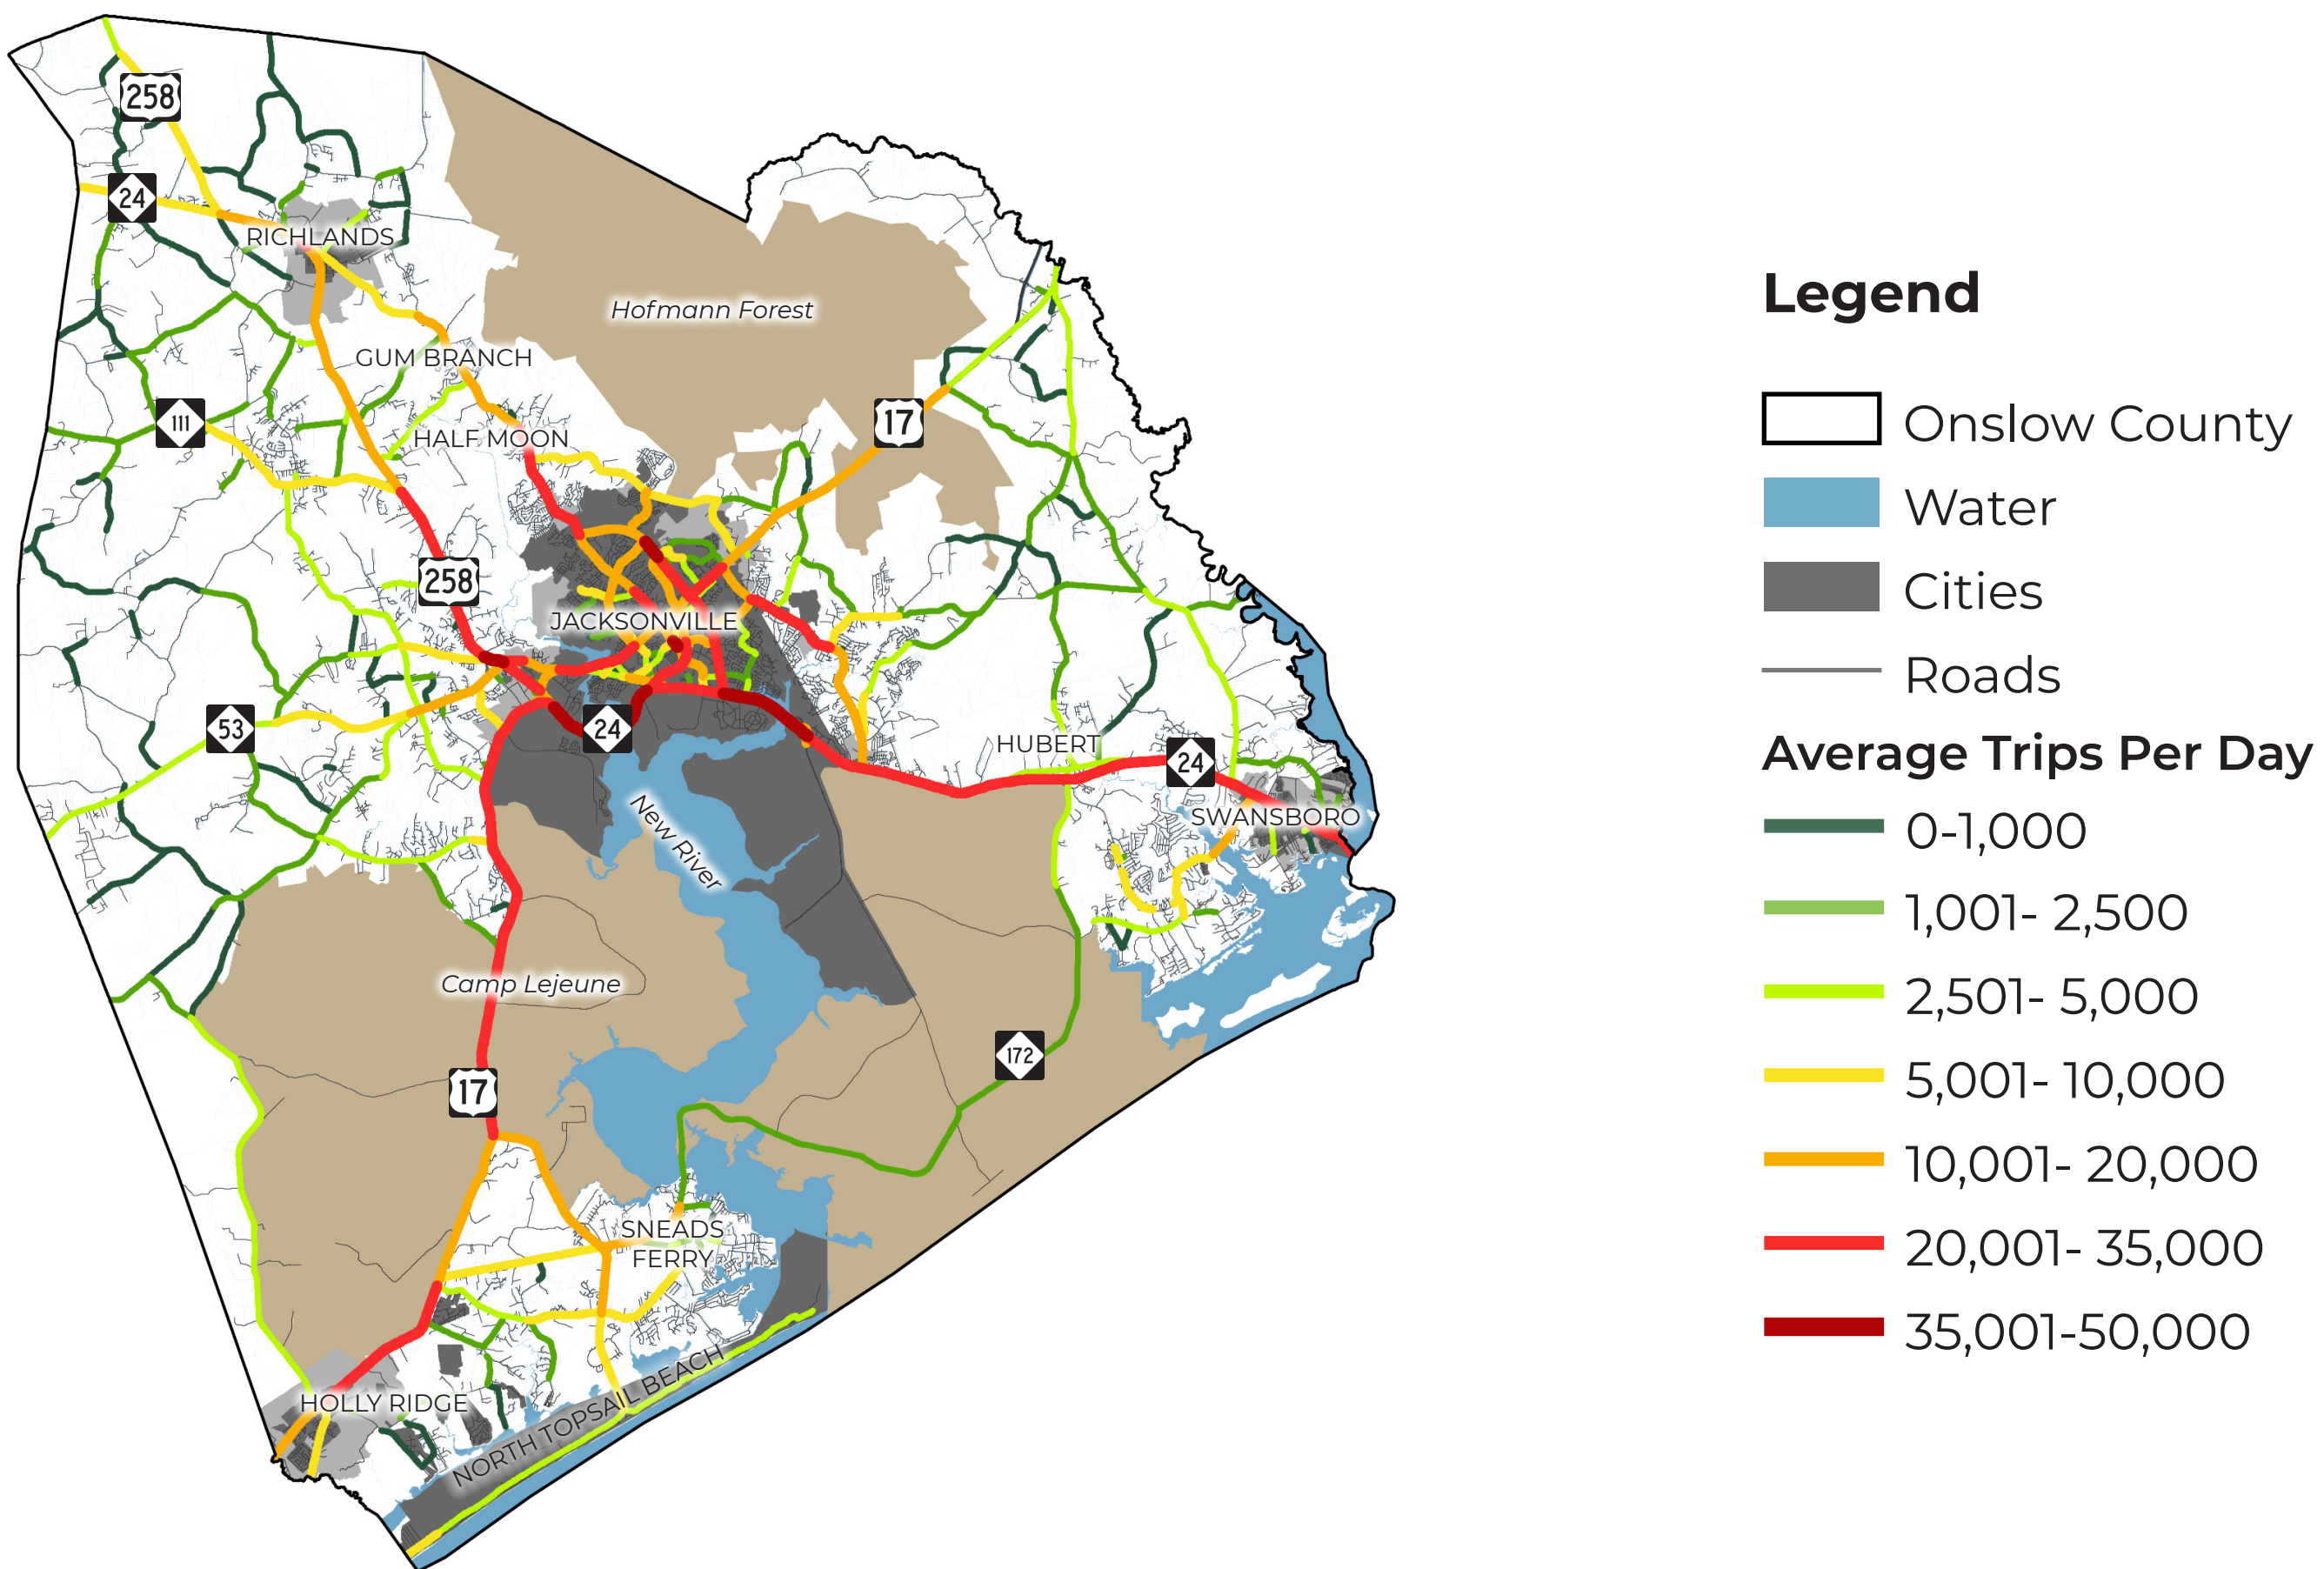 258
24
RICHLANDS
Hofmann Forest
GUM BRANCH
111
17
HALF MOON
258
JACKSONVILLE
53
24
HUBERT
24
New River
SWANSBORO
Camp Lejeune
172
17
SNEADS
FERRY
HOLLY RIDGE
NORTH TOPSAIL BEACH
Legend
Onslow County
Water
Cities
Roads
Average Trips Per Day
0-1,000
1,001- 2,500
2,501- 5,000
5,001- 10,000
10,001- 20,000
20,001- 35,000
35,001-50,000